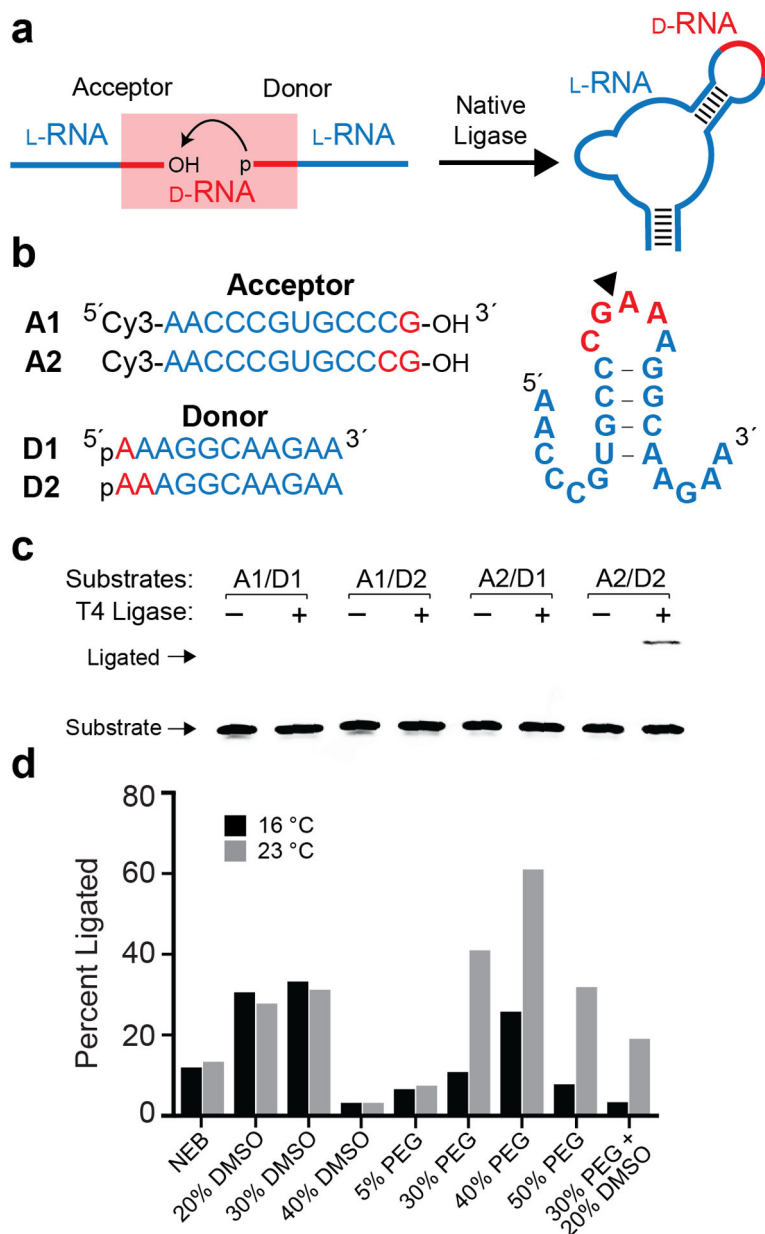 a
Acceptor Donor
L-RNA L-RNA
OH p
D-RNA
Native
Ligase
D-RNA
L-RNA
b
Acceptor
A1 5´Cy3-AACCCGUGCCCG-OH 3´
A2 Cy3-AACCCGUGCCCG-OH
Donor
D1 5´pAAAGGCAAGAA 3´
D2 pAAAGGCAAGAA
5´ A A C C C G U G C C C G A A A G G C A A G A A 3´
c
Substrates: A1/D1 A1/D2 A2/D1 A2/D2
T4 Ligase: – + – + – + – +
Ligated
Substrate
d
80
60
40
20
0
Percent Ligated
16 °C
23 °C
NEB
20% DMSO
30% DMSO
40% DMSO
5% PEG
30% PEG
40% PEG
50% PEG
30% PEG +
20% DMSO